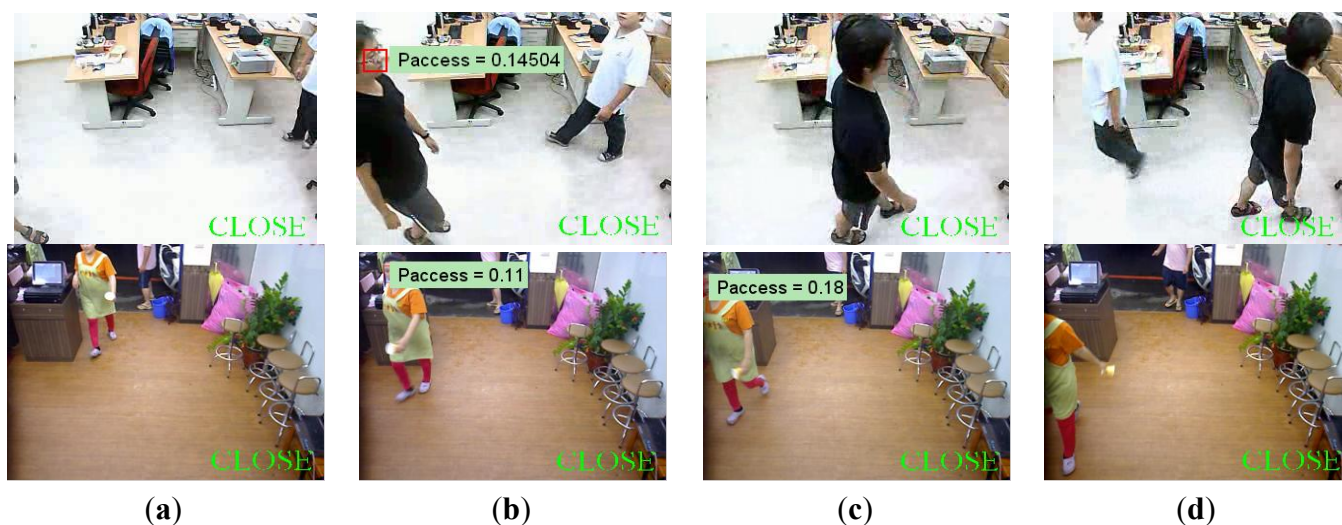 Paccess = 0.14504
CLOSE CLOSE CLOSE CLOSE
Paccess = 0.11
Paccess = 0.18
CLOSE CLOSE CLOSE CLOSE
(a) (b) (c) (d)